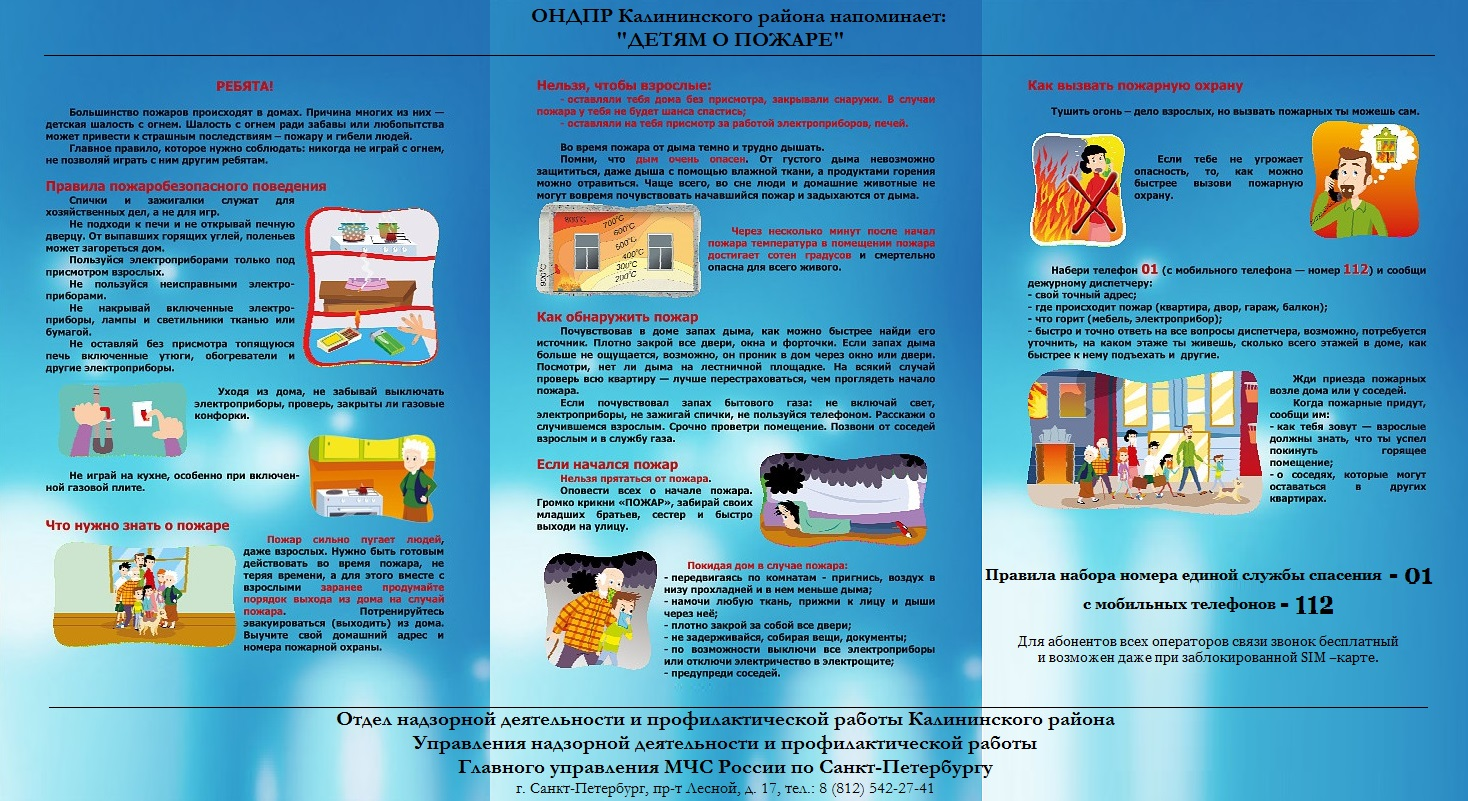 ОНДПР Калининского района напоминает:
"ДЕТЯМ О ПОЖАРЕ"
РЕБЯТА!
Большинство пожаров происходят в домах. Причина многих из них —
детская шалость с огнем. Шалость с огнем ради забавы или любопытства
может привести к страшным последствиям – пожару и гибели людей.
Главное правило, которое нужно соблюдать: никогда не играй с огнем,
не позволяй играть с ним другим ребятам.
Правила пожаробезопасного поведения
Спички и зажигалки служат для
хозяйственных дел, а не для игр.
Не подходи к печи и не открывай печную
дверцу. От выпавших горящих углей, поленьев
может загореться дом.
Пользуйся электроприборами только под
присмотром взрослых.
Не пользуйся неисправными электро-
приборами.
Не накрывай включенные электро-
приборы, лампы и светильники тканью или
бумагой.
Не оставляй без присмотра топящуюся
печь включенные утюги, обогреватели и
другие электроприборы.
Уходя из дома, не забывай выключать
электроприборы, проверь, закрыты ли газовые
конфорки.
Не играй на кухне, особенно при включен-
ной газовой плите.
Что нужно знать о пожаре
Пожар сильно пугает людей,
даже взрослых. Нужно быть готовым
действовать во время пожара, не
теряя времени, а для этого вместе с
взрослыми заранее продумайте
порядок выхода из дома на случай
пожара. Потренируйтесь
эвакуироваться (выходить) из дома.
Выучите свой домашний адрес и
номера пожарной охраны.
Нельзя, чтобы взрослые:
- оставляли тебя дома без присмотра, закрывали снаружи. В случаи
пожара у тебя не будет шанса спастись;
- оставляли на тебя присмотр за работой электроприборов, печей.
Во время пожара от дыма темно и трудно дышать.
Помни, что дым очень опасен. От густого дыма невозможно
защититься, даже дыша с помощью влажной ткани, а продуктами горения
можно отравиться. Чаще всего, во сне люди и домашние животные не
могут вовремя почувствовать начавшийся пожар и задыхаются от дыма.
800°C
700°C
600°C
500°C
400°C
300°C
200°C
900°C
Через несколько минут после начал
пожара температура в помещении пожара
достигает сотен градусов и смертельно
опасна для всего живого.
Как обнаружить пожар
Почувствовав в доме запах дыма, как можно быстрее найди его
источник. Плотно закрой все двери, окна и форточки. Если запах дыма
больше не ощущается, возможно, он проник в дом через окно или двери.
Посмотри, нет ли дыма на лестничной площадке. На всякий случай
проверь всю квартиру — лучше перестраховаться, чем проглядеть начало
пожара.
Если почувствовал запах бытового газа: не включай свет,
электроприборы, не зажигай спички, не пользуйся телефоном. Расскажи о
случившемся взрослым. Срочно проветри помещение. Позвони от соседей
взрослым и в службу газа.
Если начался пожар
Нельзя прятаться от пожара.
Оповести всех о начале пожара.
Громко крикни «ПОЖАР», забирай своих
младших братьев, сестер и быстро
выходи на улицу.
Покидая дом в случае пожара:
- передвигаясь по комнатам - пригнись, воздух в
низу прохладней и в нем меньше дыма;
- намочи любую ткань, прижми к лицу и дыши
через неё;
- плотно закрой за собой все двери;
- не задерживайся, собирая вещи, документы;
- по возможности выключи все электроприборы
или отключи электричество в электрощите;
- предупреди соседей.
Как вызвать пожарную охрану
Тушить огонь – дело взрослых, но вызвать пожарных ты можешь сам.
Если тебе не угрожает
опасность, то, как можно
быстрее вызови пожарную
охрану.
Набери телефон 01 (с мобильного телефона — номер 112) и сообщи
дежурному диспетчеру:
- свой точный адрес;
- где происходит пожар (квартира, двор, гараж, балкон);
- что горит (мебель, электроприбор);
- быстро и точно ответь на все вопросы диспетчера, возможно, потребуется
уточнить, на каком этаже ты живешь, сколько всего этажей в доме, как
быстрее к нему подъехать и другие.
Жди приезда пожарных
возле дома или у соседей.
Когда пожарные придут,
сообщи им:
- как тебя зовут — взрослые
должны знать, что ты успел
покинуть горящее
помещение;
- о соседях, которые могут
оставаться в других
квартирах.
Правила набора номера единой службы спасения - 01
с мобильных телефонов - 112
Для абонентов всех операторов связи звонок бесплатный
и возможен даже при заблокированной SIM –карте.
Отдел надзорной деятельности и профилактической работы Калининского района
Управления надзорной деятельности и профилактической работы
Главного управления МЧС России по Санкт-Петербургу
г. Санкт-Петербург, пр-т Лесной, д. 17, тел.: 8 (812) 542-27-41